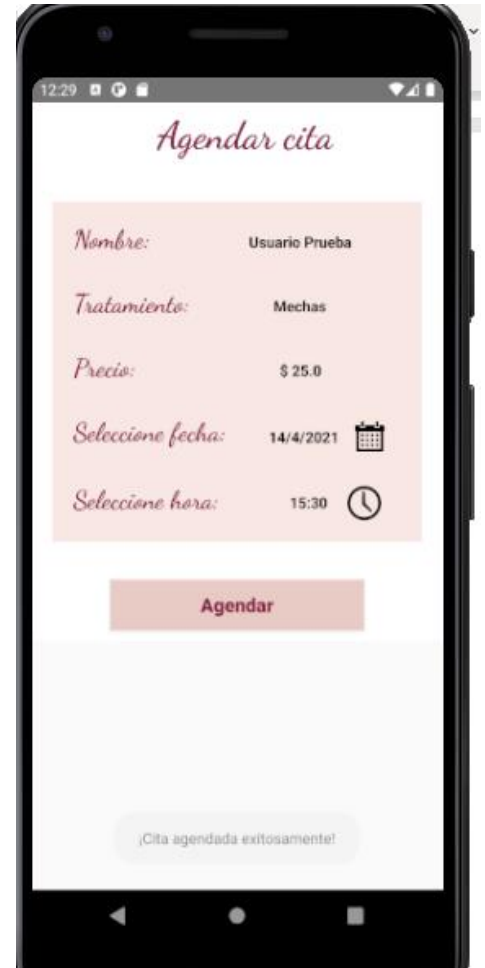 12:29
Agendar cita
Nombre: Usuario Prueba
Tratamiento: Mechas
Precio: $ 25.0
Seleccione fecha: 14/4/2021
Seleccione hora: 15:30
Agendar
¡Cita agendada exitosamente!